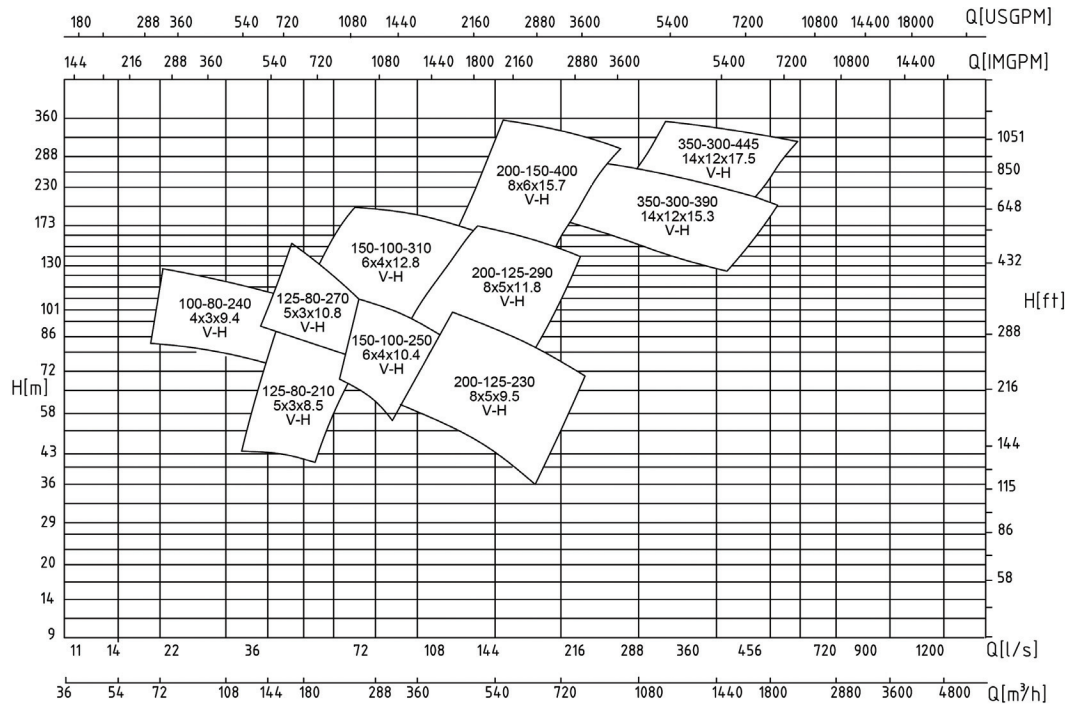 180 288 360 540 720 1080 1440 2160 2880 3600 5400 7200 10800 14400 18000 Q[USGPM]
144 216 288 360 540 720 1080 1440 1800 2160 2880 3600 5400 7200 10800 14400 Q[IMGPM]
360
288
230
173
130
101
86
72
58
43
36
29
20
14
9
H[m]
350-300-445
14x12x17.5
V-H
200-150-400
8x6x15.7
V-H
350-300-390
14x12x15.3
V-H
150-100-310
6x4x12.8
V-H
200-125-290
8x5x11.8
V-H
100-80-240
4x3x9.4
V-H
125-80-270
5x3x10.8
V-H
150-100-250
6x4x10.4
V-H
125-80-210
5x3x8.5
V-H
200-125-230
8x5x9.5
V-H
1051
850
648
432
H[ft]
288
216
144
115
86
58
11 14 22 36 72 108 144 216 288 360 456 720 900 1200 Q[l/s]
36 54 72 108 144 180 288 360 540 720 1080 1440 1800 2880 3600 4800 Q[m³/h]